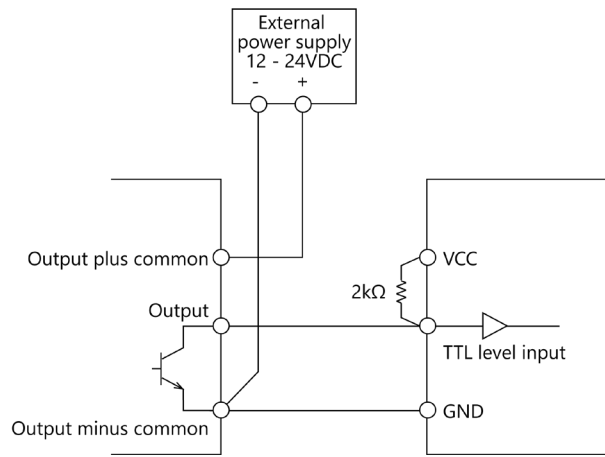 External
power supply
12 - 24VDC
- +
Output plus common
VCC
2kΩ
Output
TTL level input
Output minus common
GND